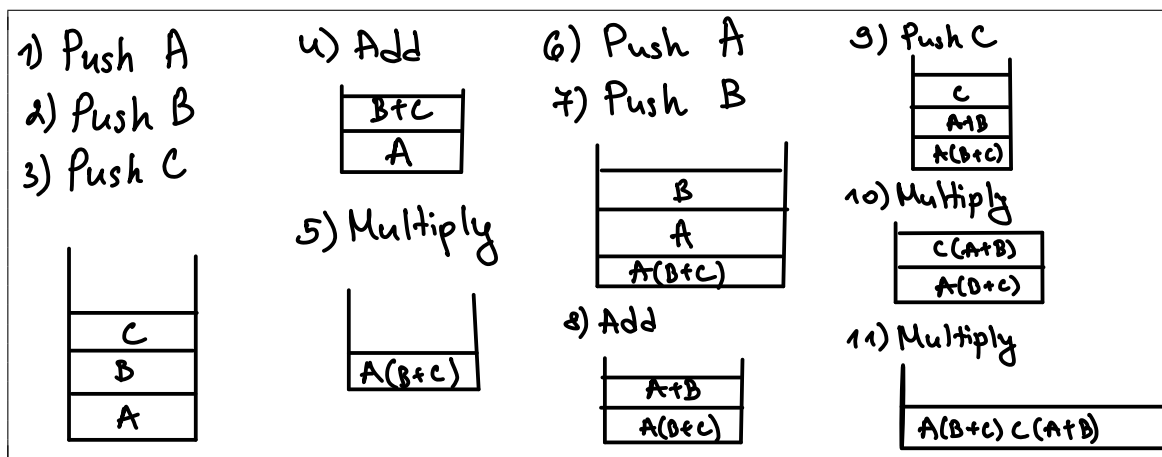 1) Push A
2) Push B
3) Push C
C
B
A
4) Add
B+C
A
5) Multiply
A(B+C)
6) Push A
7) Push B
B
A
A(B+C)
8) Add
A+B
A(B+C)
9) Push C
C
A+B
A(B+C)
10) Multiply
C(A+B)
A(B+C)
11) Multiply
A(B+C) C(A+B)